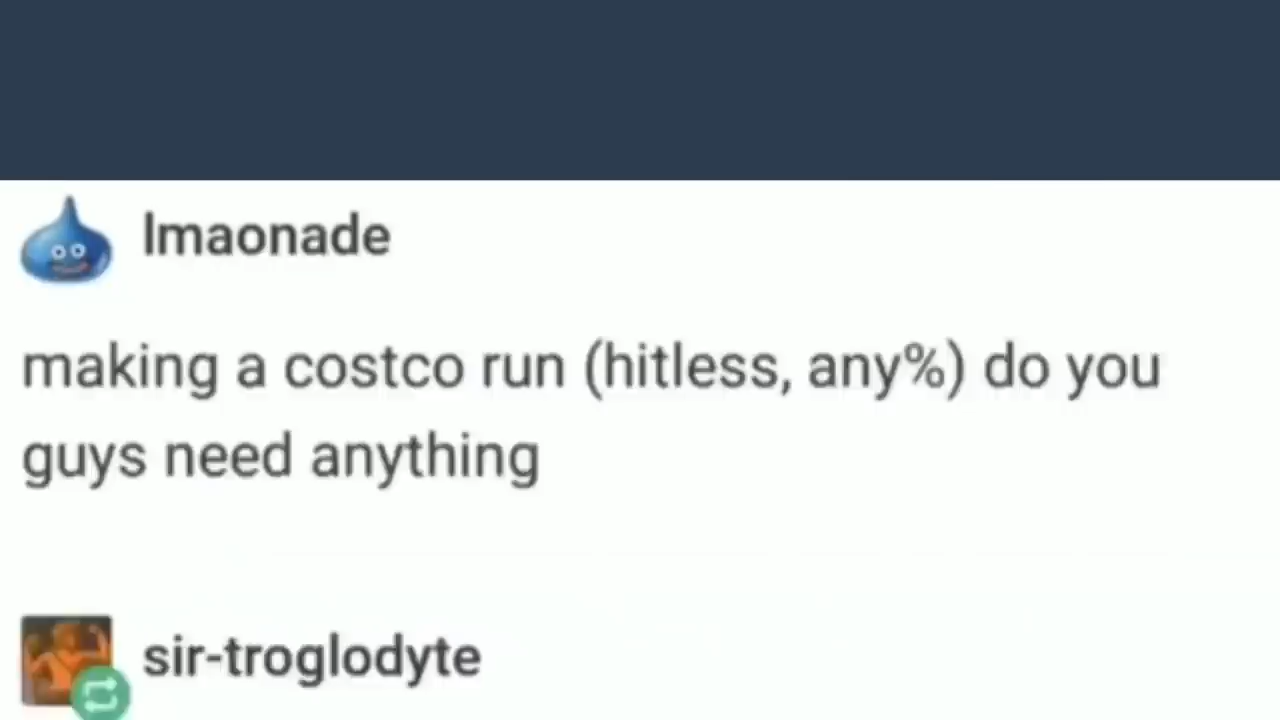 lmaonade
making a costco run (hitless, any%) do you
guys need anything
sir-troglodyte